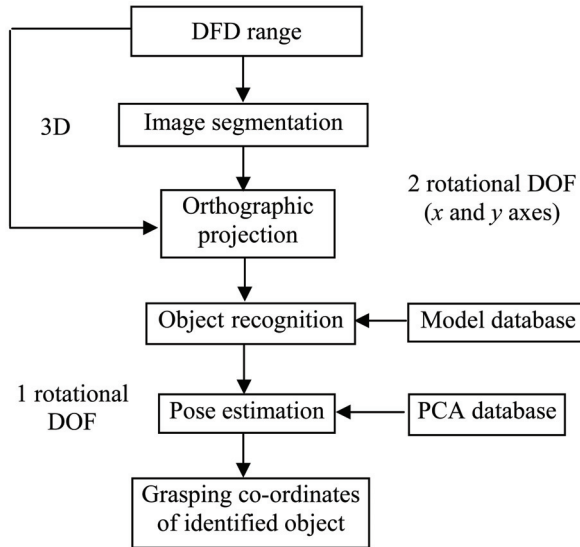 DFD range
Image segmentation
3D
2 rotational DOF
(x and y axes)
Orthographic
projection
Object recognition
Model database
1 rotational
DOF
Pose estimation
PCA database
Grasping co-ordinates
of identified object